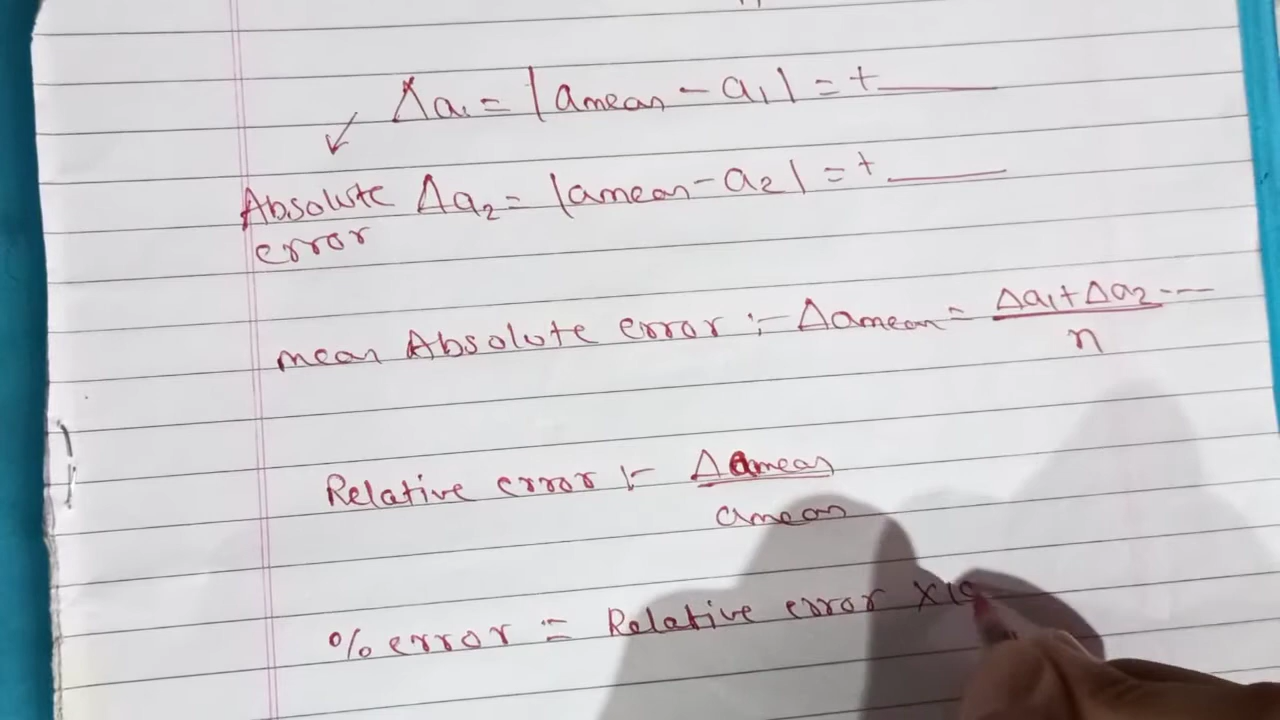 Δa₁ = |amean - a₁| = +____
Absolute Δa₂ = |amean - a₂| = +____
error
mean Absolute error :- Δamean = Δa₁ + Δa₂ ---
n
Relative error :- Δamean
amean
% error = Relative error ×10